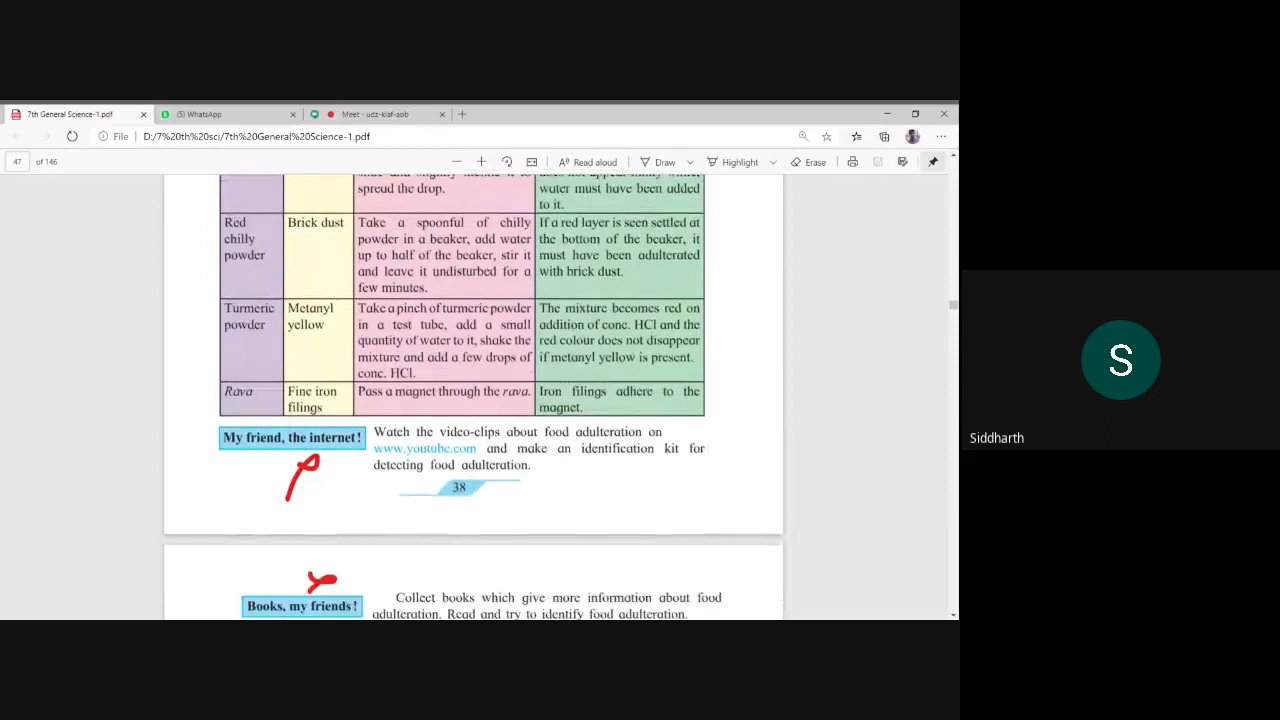 7th General Science-1.pdf
(5) WhatsApp
Meet - ucz-kiaf-aob
File D:/7%20th%20sci/7th%20General%20Science-1.pdf
47 of 146
Read aloud Draw Highlight Erase
spread the drop.
water must have been added
to it.
Red
chilly
powder
Brick dust
Take a spoonful of chilly
powder in a beaker, add water
up to half of the beaker, stir it
and leave it undisturbed for a
few minutes.
If a red layer is seen settled at
the bottom of the beaker, it
must have been adulterated
with brick dust.
Turmeric
powder
Metanyl
yellow
Take a pinch of turmeric powder
in a test tube, add a small
quantity of water to it, shake the
mixture and add a few drops of
conc. HCl.
The mixture becomes red on
addition of conc. HCl and the
red colour does not disappear
if metanyl yellow is present.
Rava
Fine iron
filings
Pass a magnet through the rava.
Iron filings adhere to the
magnet.
My friend, the internet!
Watch the video-clips about food adulteration on
www.youtube.com and make an identification kit for
detecting food adulteration.
38
Books, my friends!
Collect books which give more information about food
adulteration. Read and try to identify food adulteration.
S
Siddharth